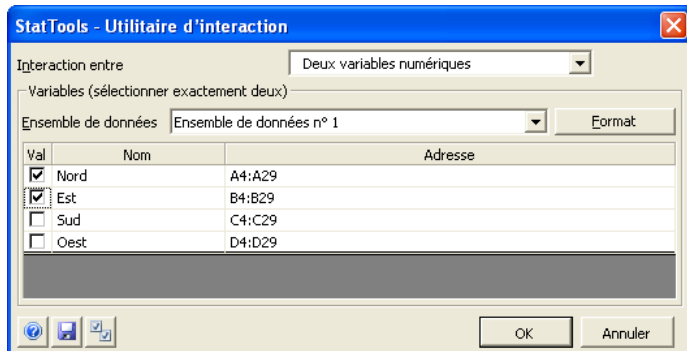 StatTools - Utilitaire d'interaction
Interaction entre Deux variables numériques
Variables (sélectionner exactement deux)
Ensemble de données Ensemble de données n° 1 Format
Val Nom Adresse
Nord A4:A29
Est B4:B29
Sud C4:C29
Oest D4:D29
OK Annuler